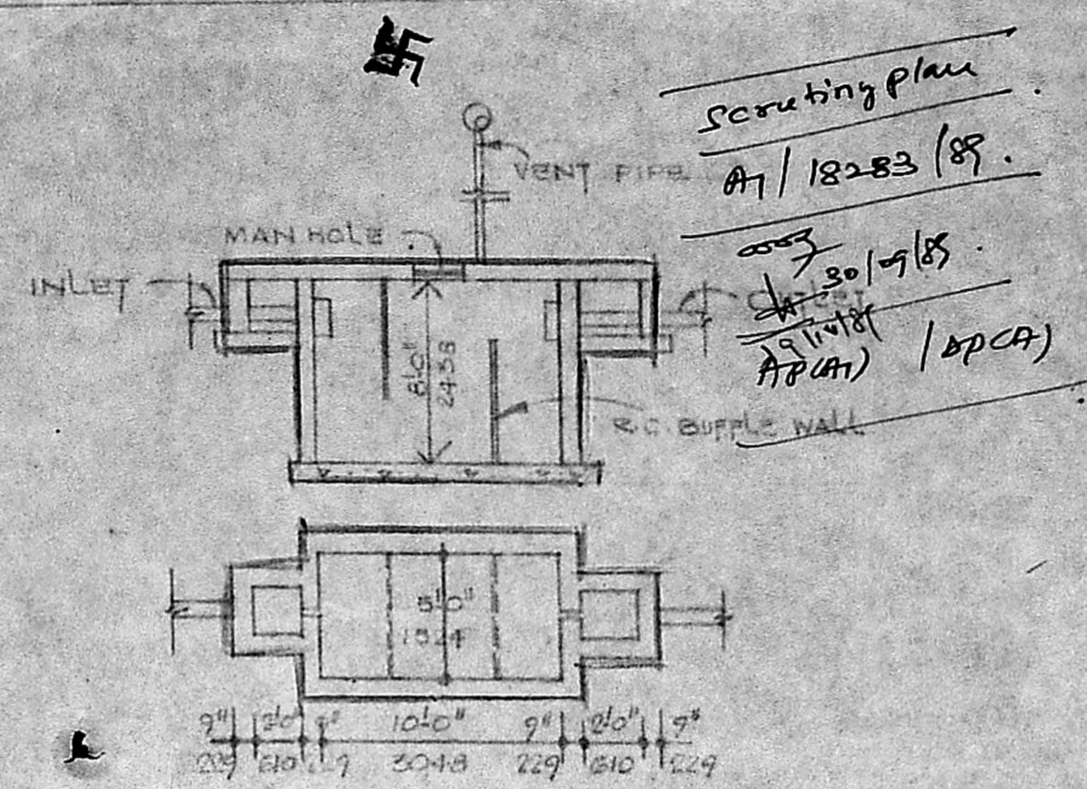 Scrutiny plan
A1/18283/89.
VENT PIPE
MAN HOLE
30/09/89.
INLET
OUTLET
AP(A1) /AP(A)
8'-0"
2438
R.C. BUFFLE WALL
5'-0"
1524
9" 2'-0" 9" 10'-0" 9" 2'-0" 9"
229 610 229 3048 229 610 229